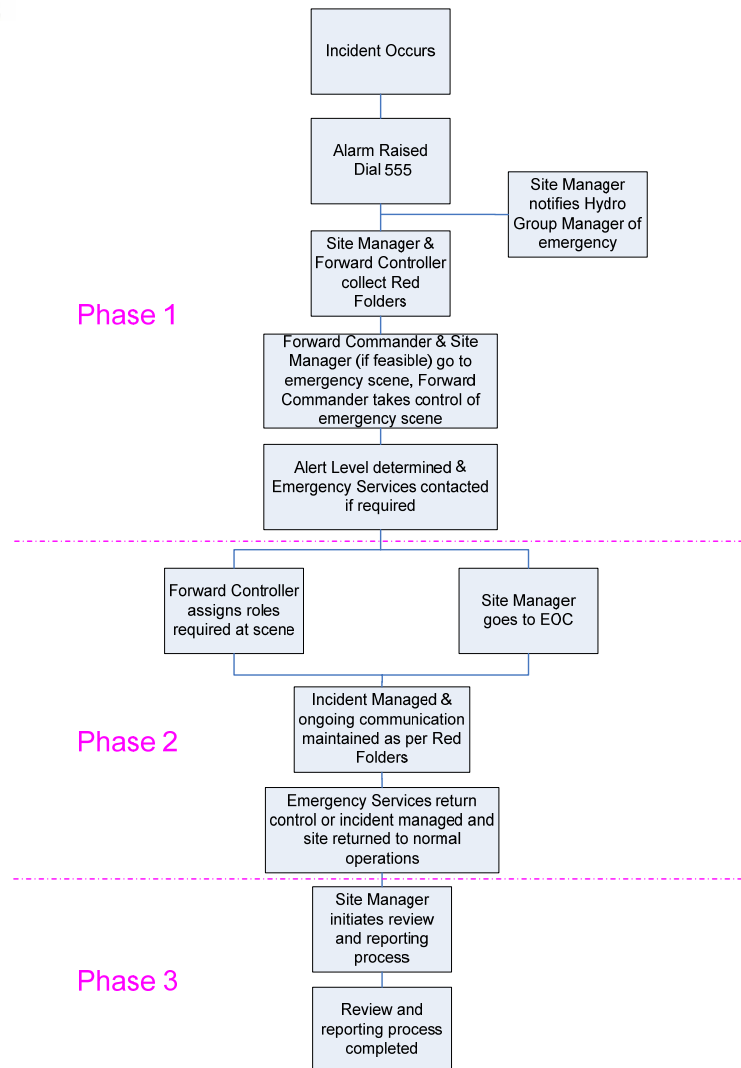 Incident Occurs
Alarm Raised
Dial 555
Site Manager
notifies Hydro
Group Manager of
emergency
Site Manager &
Forward Controller
collect Red
Folders
Phase 1
Forward Commander & Site
Manager (if feasible) go to
emergency scene, Forward
Commander takes control of
emergency scene
Alert Level determined &
Emergency Services contacted
if required
Forward Controller
assigns roles
required at scene
Site Manager
goes to EOC
Incident Managed &
ongoing communication
maintained as per Red
Folders
Phase 2
Emergency Services return
control or incident managed and
site returned to normal
operations
Site Manager
initiates review
and reporting
process
Phase 3
Review and
reporting process
completed